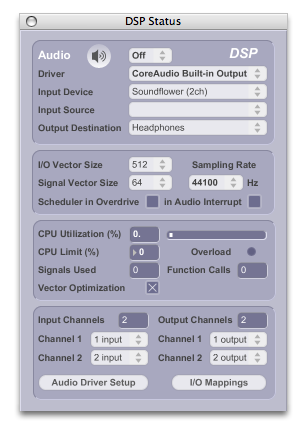 DSP Status
Audio Off DSP
Driver CoreAudio Built-in Output
Input Device Soundflower (2ch)
Input Source
Output Destination Headphones
I/O Vector Size 512 Sampling Rate
Signal Vector Size 64 44100 Hz
Scheduler in Overdrive in Audio Interrupt
CPU Utilization (%) 0.
CPU Limit (%) 0 Overload
Signals Used 0 Function Calls 0
Vector Optimization
Input Channels 2 Output Channels 2
Channel 1 1 input Channel 1 1 output
Channel 2 2 input Channel 2 2 output
Audio Driver Setup I/O Mappings